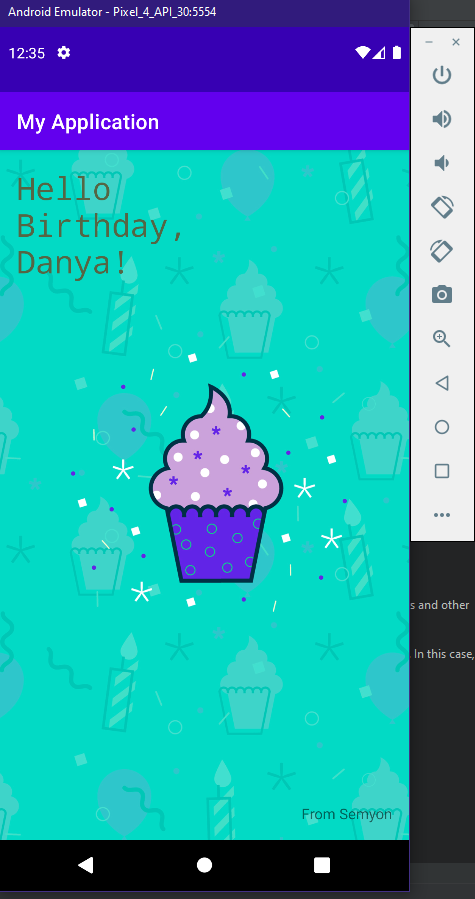 Android Emulator - Pixel_4_API_30:5554
12:35
My Application
Hello
Birthday,
Danya!
s and other
In this case,
From Semyon